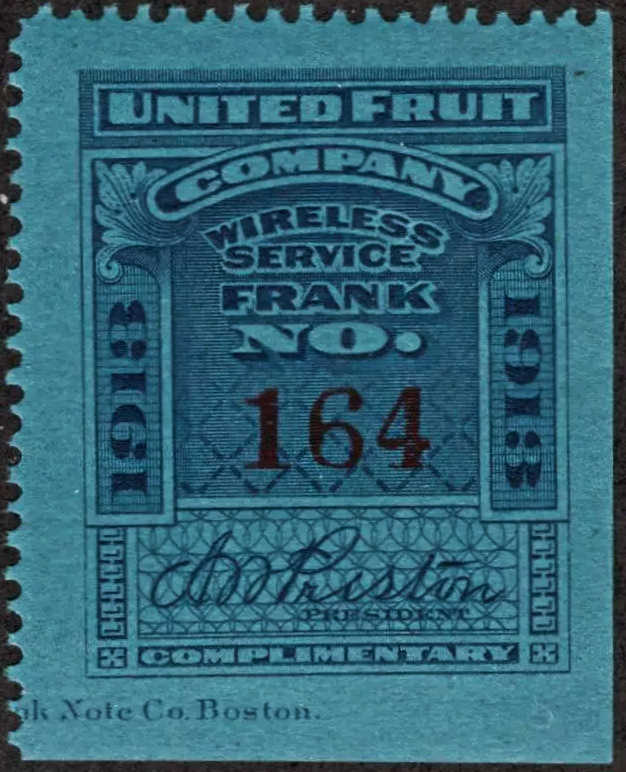 UNITED FRUIT
COMPANY
WIRELESS
SERVICE
FRANK
NO.
1913
1913
164
A W Preston
PRESIDENT
COMPLIMENTARY
Note Co. Boston.